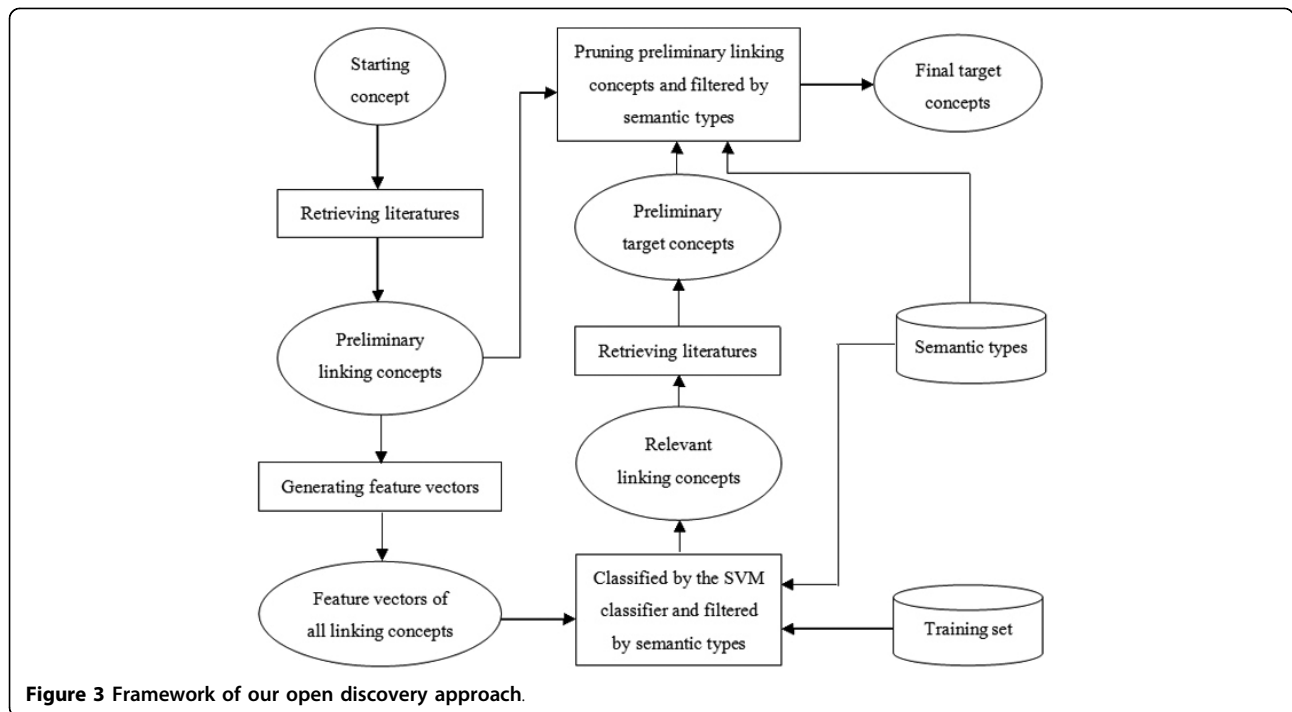 Starting
concept
Retrieving literatures
Preliminary
linking concepts
Generating feature vectors
Feature vectors of
all linking concepts
Pruning preliminary linking
concepts and filtered by
semantic types
Preliminary
target concepts
Retrieving literatures
Relevant
linking concepts
Classified by the SVM
classifier and filtered
by semantic types
Final target
concepts
Semantic types
Training set
Figure 3 Framework of our open discovery approach.